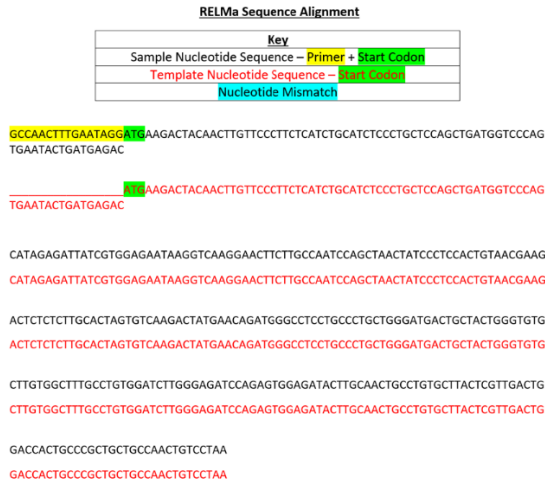 RELMa Sequence Alignment
Key
Sample Nucleotide Sequence – Primer + Start Codon
Template Nucleotide Sequence – Start Codon
Nucleotide Mismatch
GCCAACTTTGAATAGGATGAAGACTACAACTTGTTCCCTTCTCATCTGCATCTCCCTGCTCCAGCTGATGGTCCCAG
TGAATACTGATGAGAC
ATGAAGACTACAACTTGTTCCCTTCTCATCTGCATCTCCCTGCTCCAGCTGATGGTCCCAG
TGAATACTGATGAGAC
CATAGAGATTATCGTGGAGAATAAGGTCAAGGAACTTCTTGCCAATCCAGCTAACTATCCCTCCACTGTAACGAAG
CATAGAGATTATCGTGGAGAATAAGGTCAAGGAACTTCTTGCCAATCCAGCTAACTATCCCTCCACTGTAACGAAG
ACTCTCTCTTGCACTAGTGTCAAGACTATGAACAGATGGGCCTCCTGCCCTGCTGGGATGACTGCTACTGGGTGTG
ACTCTCTCTTGCACTAGTGTCAAGACTATGAACAGATGGGCCTCCTGCCCTGCTGGGATGACTGCTACTGGGTGTG
CTTGTGGCTTTGCCTGTGGATCTTGGGAGATCCAGAGTGGAGATACTTGCAACTGCCTGTGCTTACTCGTTGACTG
CTTGTGGCTTTGCCTGTGGATCTTGGGAGATCCAGAGTGGAGATACTTGCAACTGCCTGTGCTTACTCGTTGACTG
GACCACTGCCCGCTGCTGCCAACTGTCCTAA
GACCACTGCCCGCTGCTGCCAACTGTCCTAA